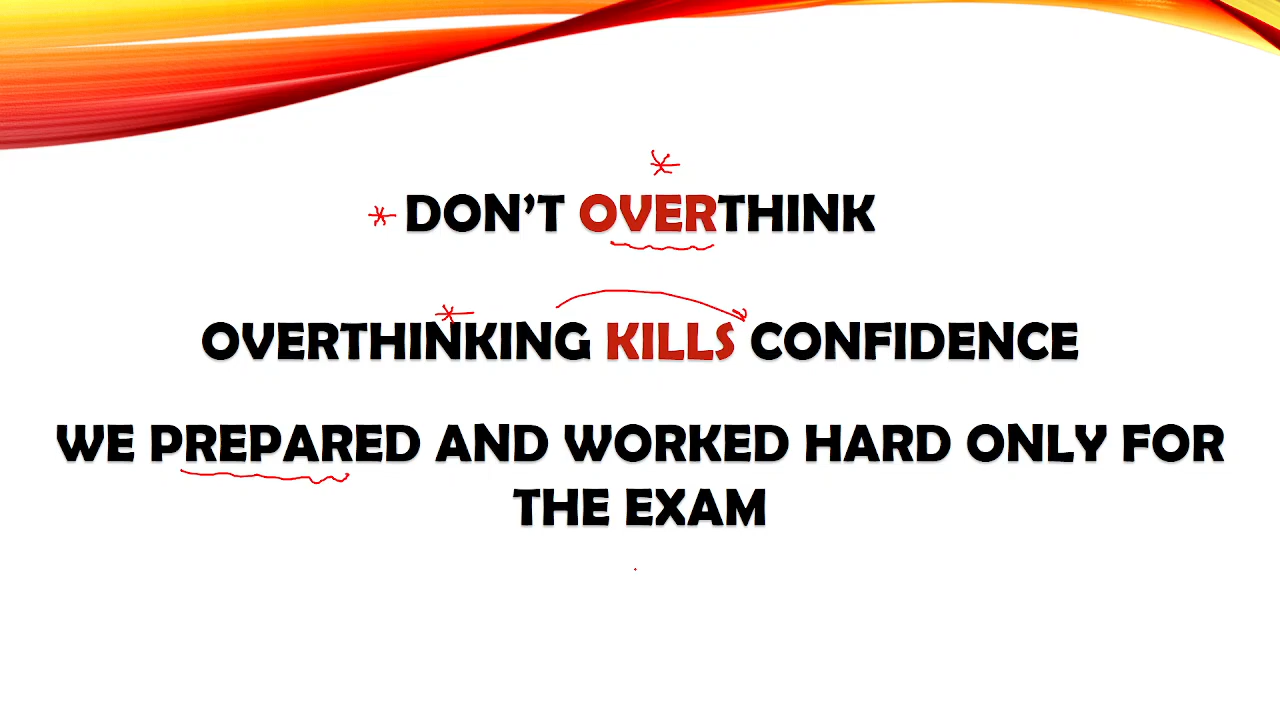 DON’T OVERTHINK
OVERTHINKING KILLS CONFIDENCE
WE PREPARED AND WORKED HARD ONLY FOR
THE EXAM